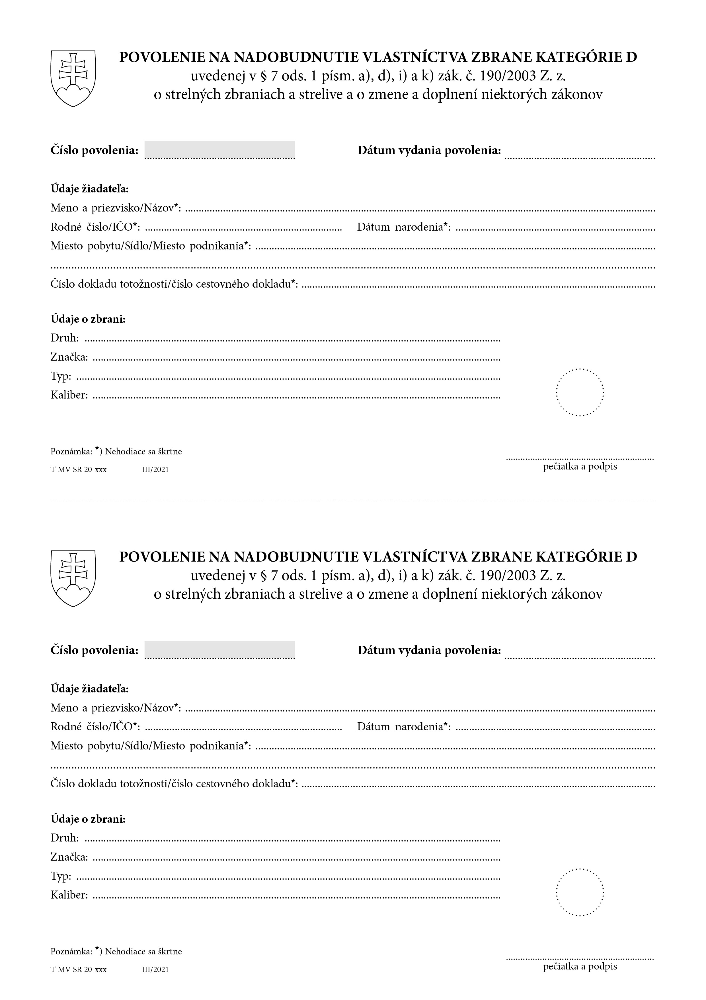 POVOLENIE NA NADOBUDNUTIE VLASTNÍCTVA ZBRANE KATEGÓRIE D
uvedenej v § 7 ods. 1 písm. a), d), i) a k) zák. č. 190/2003 Z. z.
o strelných zbraniach a strelive a o zmene a doplnení niektorých zákonov
Číslo povolenia: Dátum vydania povolenia:
Údaje žiadateľa:
Meno a priezvisko/Názov*:
Rodné číslo/IČO*: Dátum narodenia*:
Miesto pobytu/Sídlo/Miesto podnikania*:
Číslo dokladu totožnosti/číslo cestovného dokladu*:
Údaje o zbrani:
Druh:
Značka:
Typ:
Kaliber:
Poznámka: *) Nehodiace sa škrtne
pečiatka a podpis
T MV SR 20-xxx III/2021
POVOLENIE NA NADOBUDNUTIE VLASTNÍCTVA ZBRANE KATEGÓRIE D
uvedenej v § 7 ods. 1 písm. a), d), i) a k) zák. č. 190/2003 Z. z.
o strelných zbraniach a strelive a o zmene a doplnení niektorých zákonov
Číslo povolenia: Dátum vydania povolenia:
Údaje žiadateľa:
Meno a priezvisko/Názov*:
Rodné číslo/IČO*: Dátum narodenia*:
Miesto pobytu/Sídlo/Miesto podnikania*:
Číslo dokladu totožnosti/číslo cestovného dokladu*:
Údaje o zbrani:
Druh:
Značka:
Typ:
Kaliber:
Poznámka: *) Nehodiace sa škrtne
pečiatka a podpis
T MV SR 20-xxx III/2021